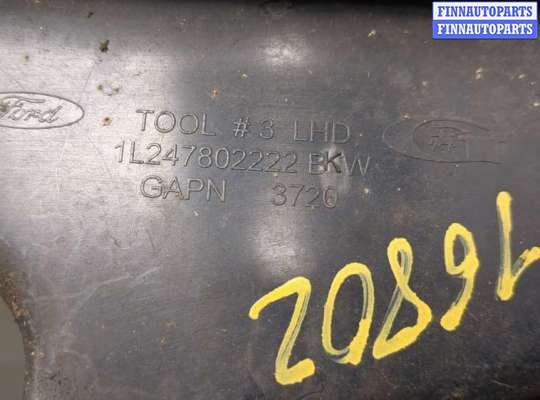 FINNAUTOPARTS
FINNAUTOPARTS
Ford
TOOL #3 LHD
1L247802222 BKW
GAPN 3720
20891